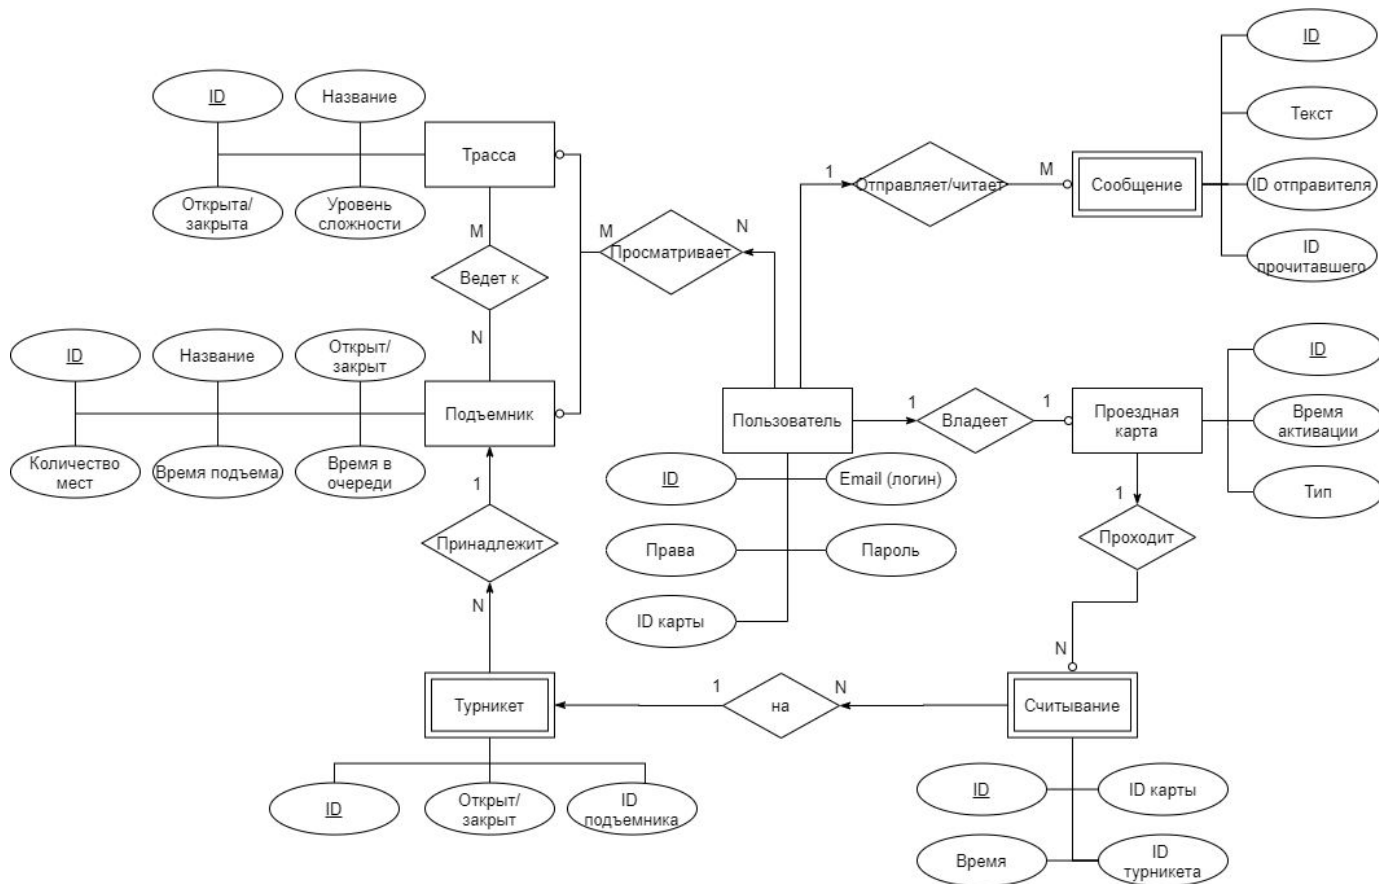 ID
Название
Трасса
Открыта/
закрыта
Уровень
сложности
M
Ведет к
N
M
Просматривает
N
1
Отправляет/читает
M
Сообщение
ID
Текст
ID отправителя
ID
прочитавшего
ID
Название
Открыт/
закрыт
Подъемник
Количество
мест
Время подъема
Время в
очереди
Пользователь
1
Владеет
1
Проездная
карта
ID
Время
активации
Тип
ID
Email (логин)
Права
Пароль
ID карты
1
Принадлежит
N
1
Проходит
N
Турникет
1
на
N
Считывание
ID
Открыт/
закрыт
ID
подъемника
ID
ID карты
Время
ID
турникета